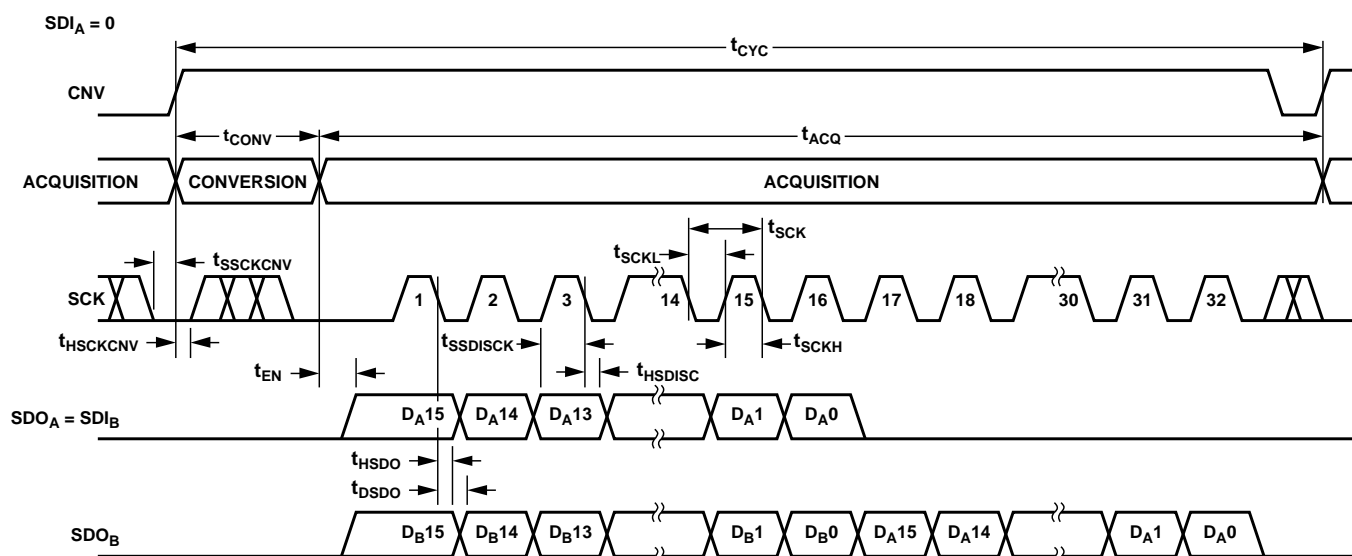 SDIA = 0
tCYC
CNV
tCONV
tACQ
ACQUISITION CONVERSION ACQUISITION
tSCK
tSCKL
tSSCKCNV
SCK 1 2 3 14 15 16 17 18 30 31 32
tHSCKCNV tSSDISCK tSCKH
tEN tHSDISC
SDOA = SDIB DA15 DA14 DA13 DA1 DA0
tHSDO
tDSDO
SDOB DB15 DB14 DB13 DB1 DB0 DA15 DA14 DA1 DA0